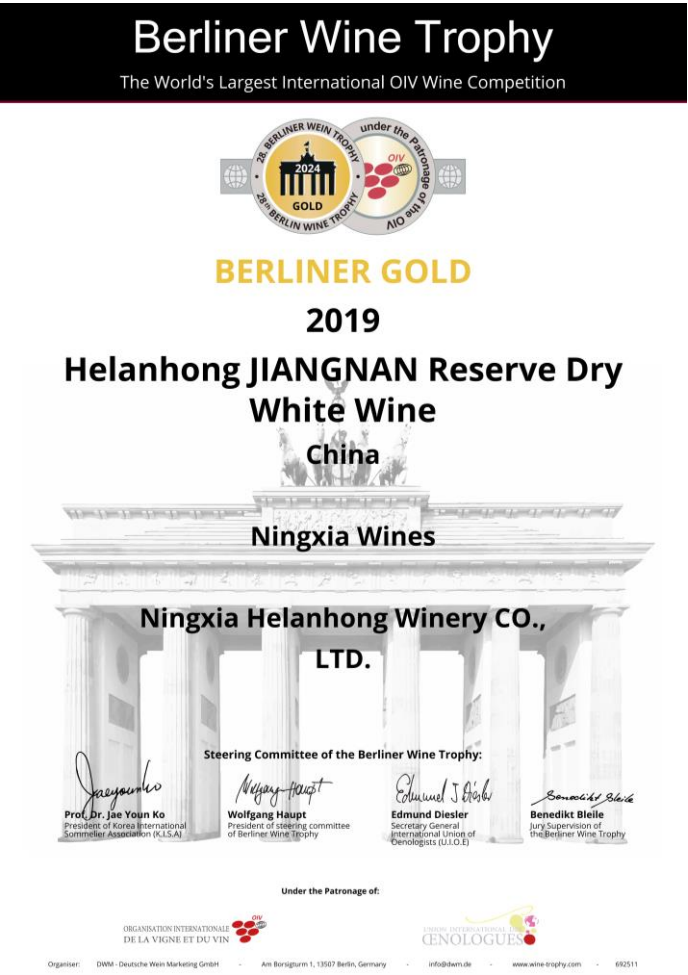 Berliner Wine Trophy
The World's Largest International OIV Wine Competition
28. BERLINER WEIN TROPHY
2024
GOLD
28th BERLIN WINE TROPHY
under the Patronage of the OIV
OIV
BERLINER GOLD
2019
Helanhong JIANGNAN Reserve Dry
White Wine
China
Ningxia Wines
Ningxia Helanhong Winery CO.,
LTD.
Steering Committee of the Berliner Wine Trophy:
Prof. Dr. Jae Youn Ko
President of Korea International
Sommelier Association (K.I.S.A)
Wolfgang Haupt
President of steering committee
of Berliner Wine Trophy
Edmund Diesler
Secretary General
International Union of
Oenologists (U.I.O.E)
Benedikt Bleile
Jury Supervision of
the Berliner Wine Trophy
Under the Patronage of:
ORGANISATION INTERNATIONALE
DE LA VIGNE ET DU VIN
OIV
UNION INTERNATIONAL
ŒNOLOGUES
Organiser: DWM - Deutsche Wein Marketing GmbH - Am Borsigturm 1, 13507 Berlin, Germany - info@dwm.de - www.wine-trophy.com - 692511